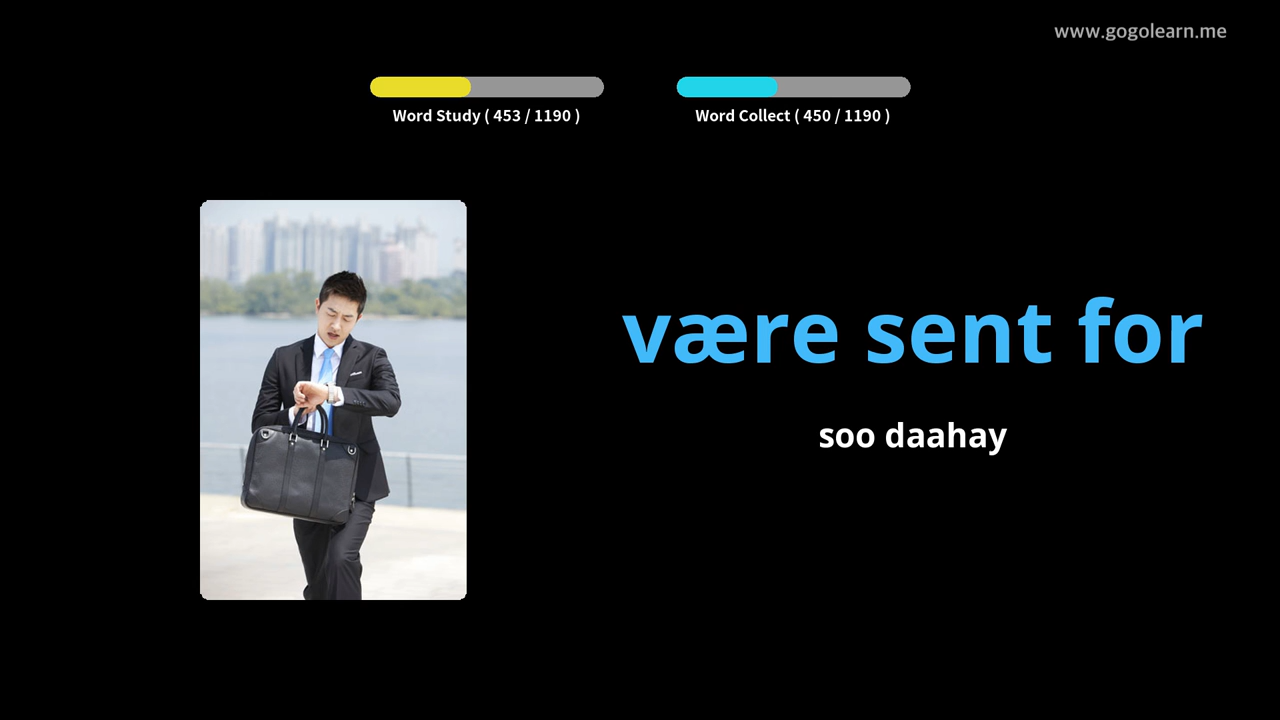 www.gogolearn.me
Word Study ( 453 / 1190 )
Word Collect ( 450 / 1190 )
være sent for
soo daahay